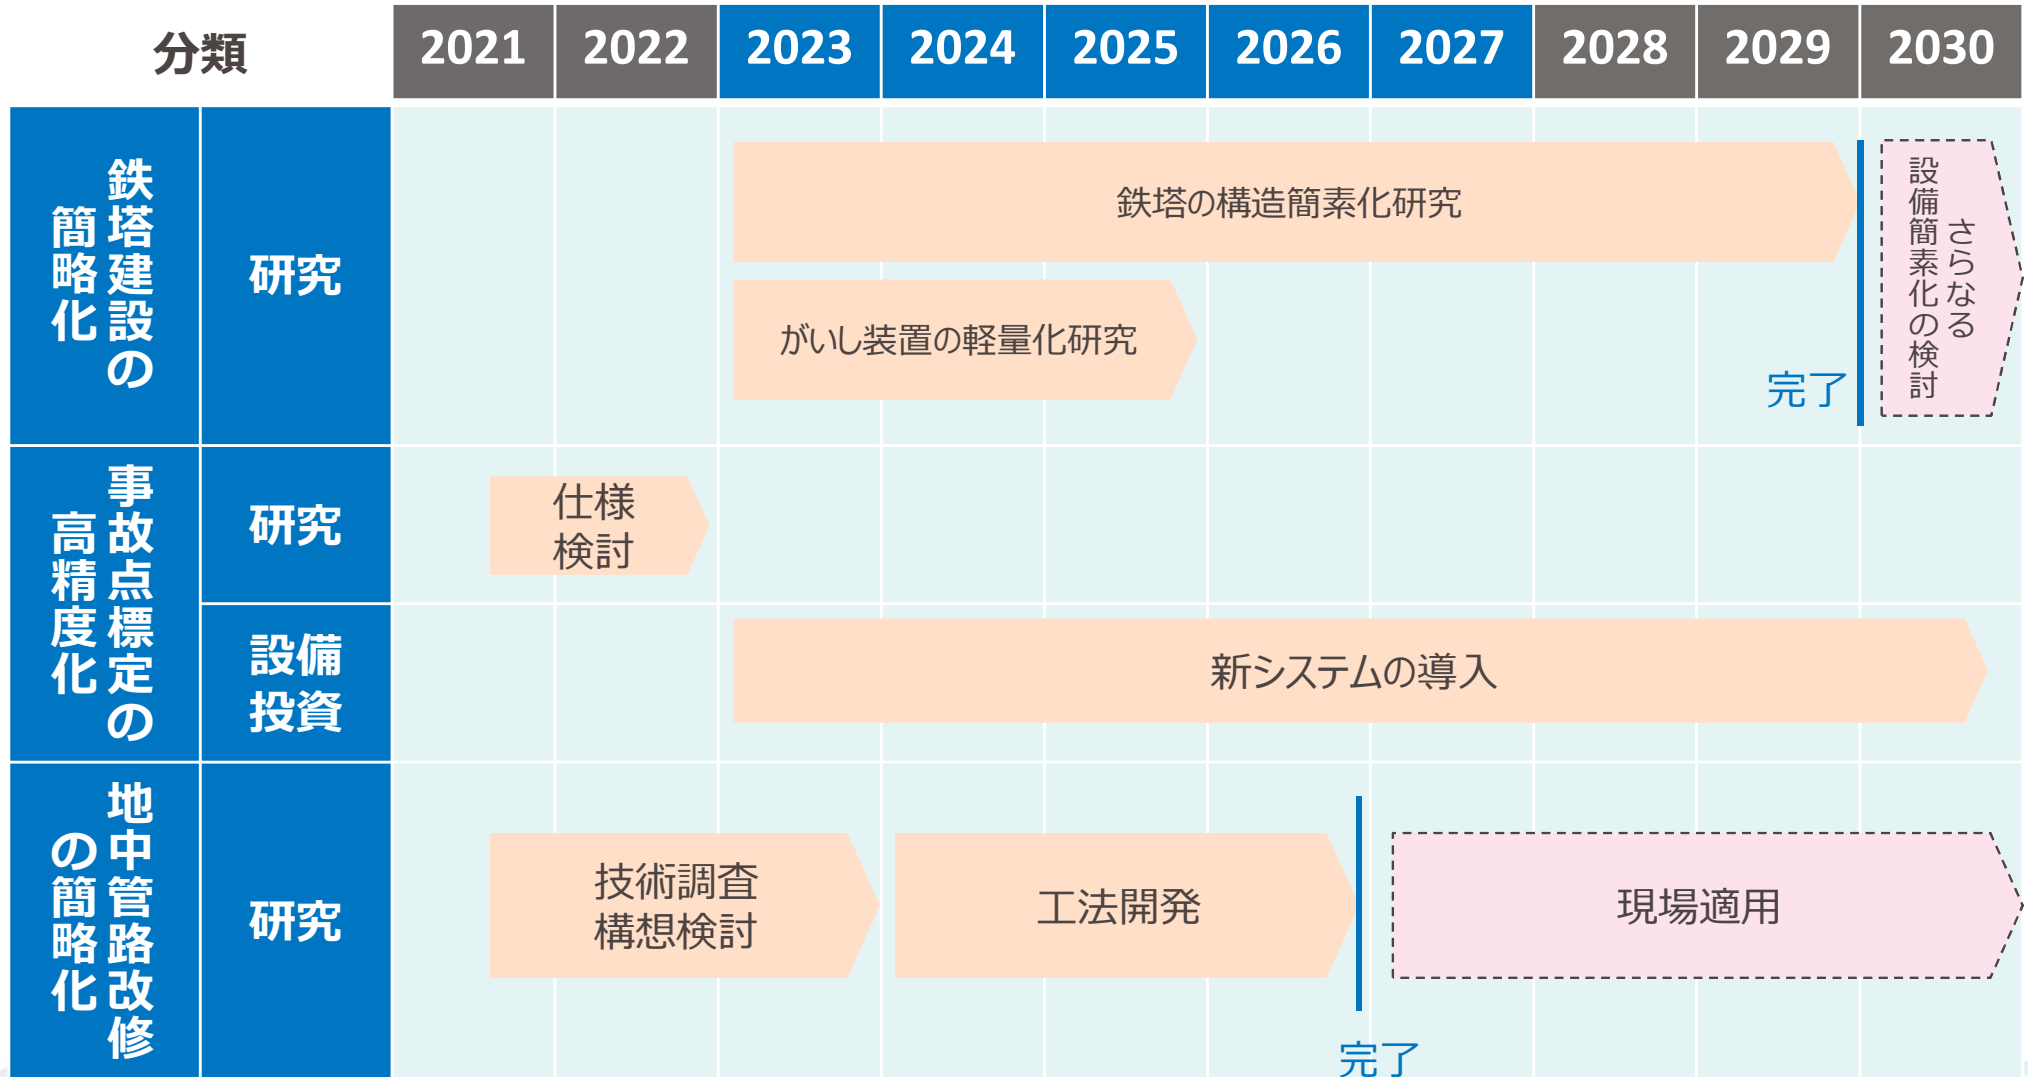 分類
2021
2022
2023
2024
2025
2026
2027
2028
2029
2030
鉄塔建設の
簡略化
研究
鉄塔の構造簡素化研究
がいし装置の軽量化研究
完了
さらなる
設備簡素化の検討
事故点標定の
高精度化
研究
仕様
検討
設備
投資
新システムの導入
地中管路改修
の簡略化
研究
技術調査
構想検討
工法開発
完了
現場適用